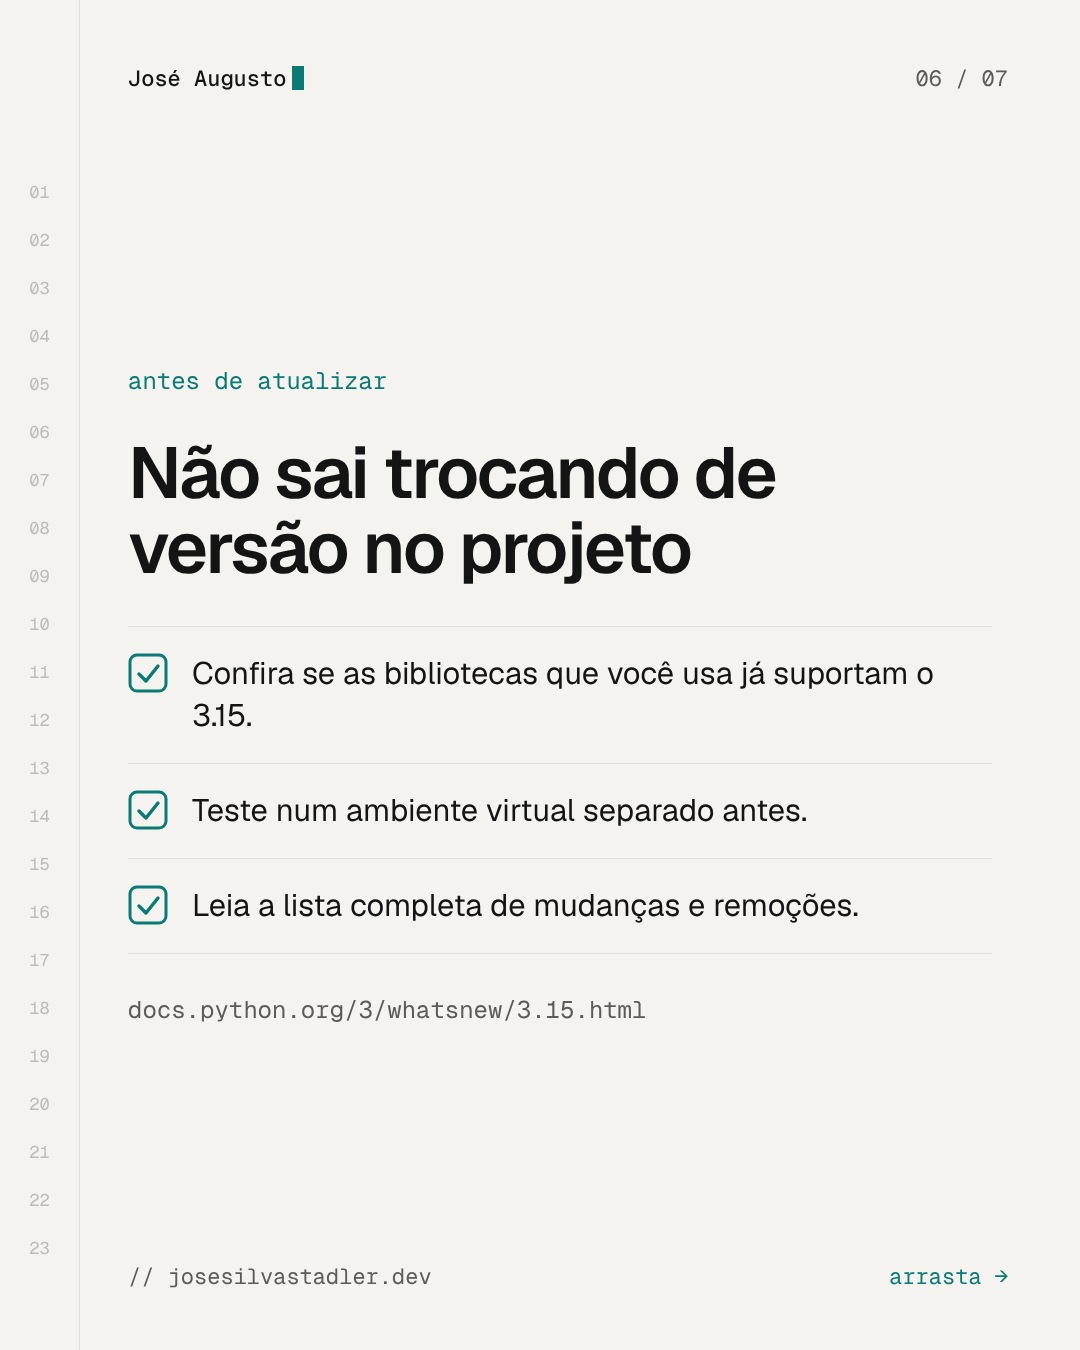 José Augusto
06 / 07
01
02
03
04
05
06
07
08
09
10
11
12
13
14
15
16
17
18
19
20
21
22
23
antes de atualizar
Não sai trocando de
versão no projeto
Confira se as bibliotecas que você usa já suportam o
3.15.
Teste num ambiente virtual separado antes.
Leia a lista completa de mudanças e remoções.
docs.python.org/3/whatsnew/3.15.html
// josesilvastadler.dev
arrasta →